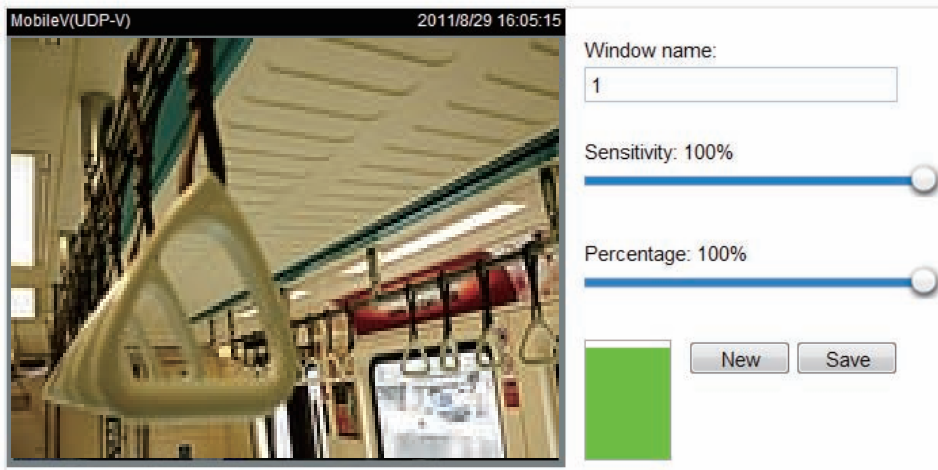 MobileV(UDP-V) 2011/8/29 16:05:15
Window name:
1
Sensitivity: 100%
Percentage: 100%
New Save